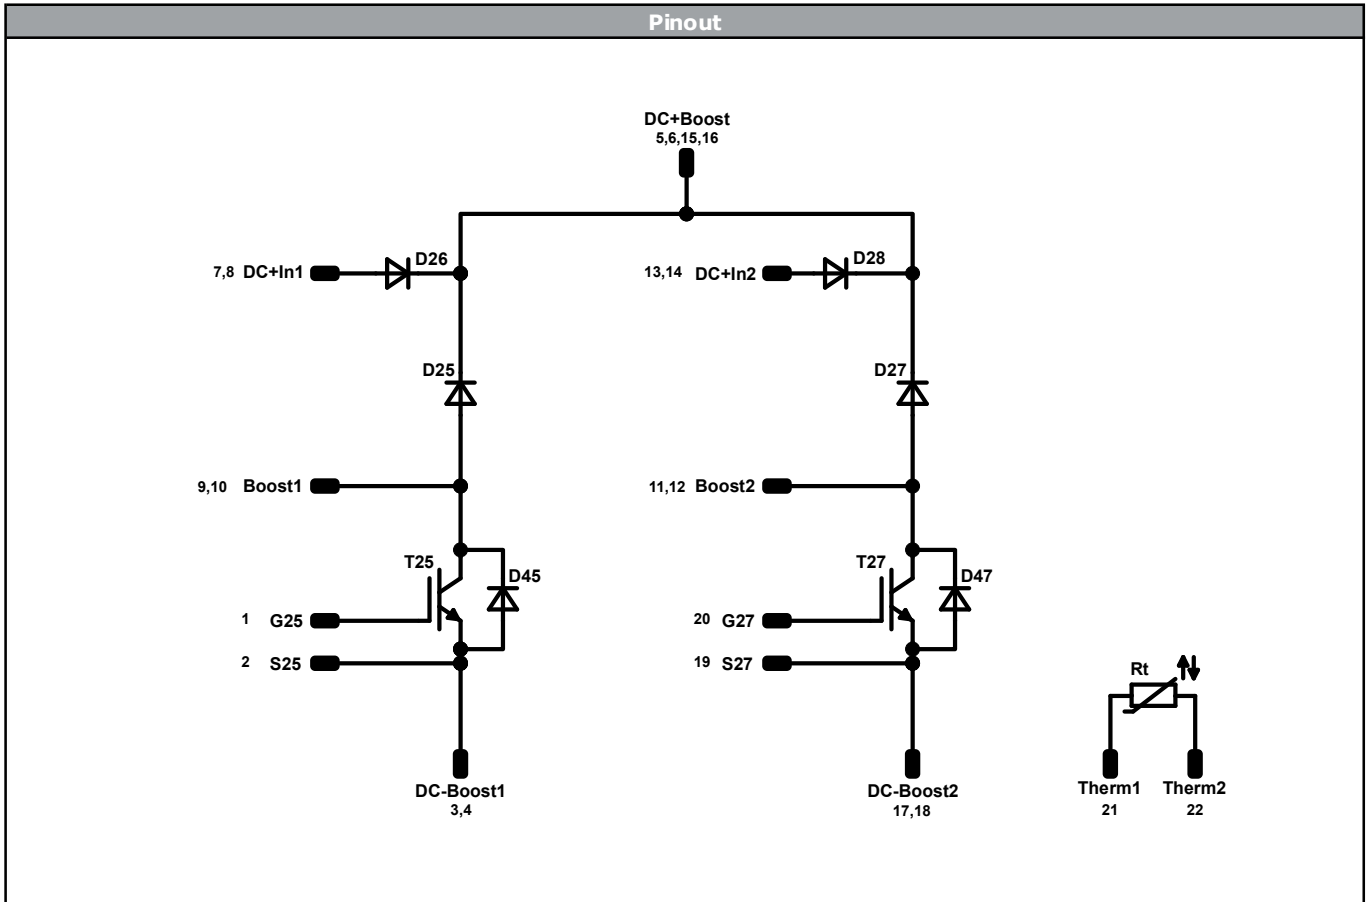 Pinout
DC+Boost
5,6,15,16
7,8 DC+In1
D26
13,14 DC+In2
D28
D25
D27
9,10 Boost1
11,12 Boost2
T25
D45
T27
D47
1 G25
20 G27
2 S25
19 S27
Rt
DC-Boost1
3,4
DC-Boost2
17,18
Therm1
21
Therm2
22